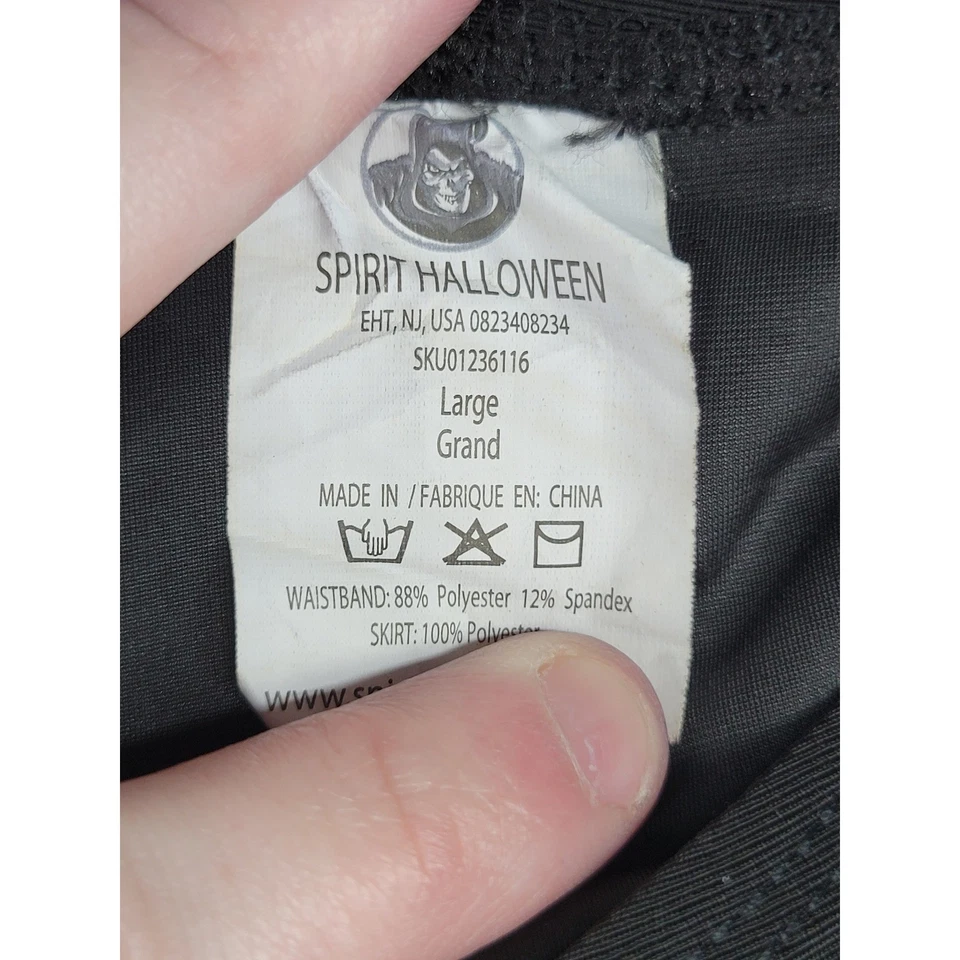 SPIRIT HALLOWEEN
EHT, NJ, USA 0823408234
SKU01236116
Large
Grand
MADE IN / FABRIQUE EN: CHINA
WAISTBAND: 88% Polyester 12% Spandex
SKIRT: 100% Polyester